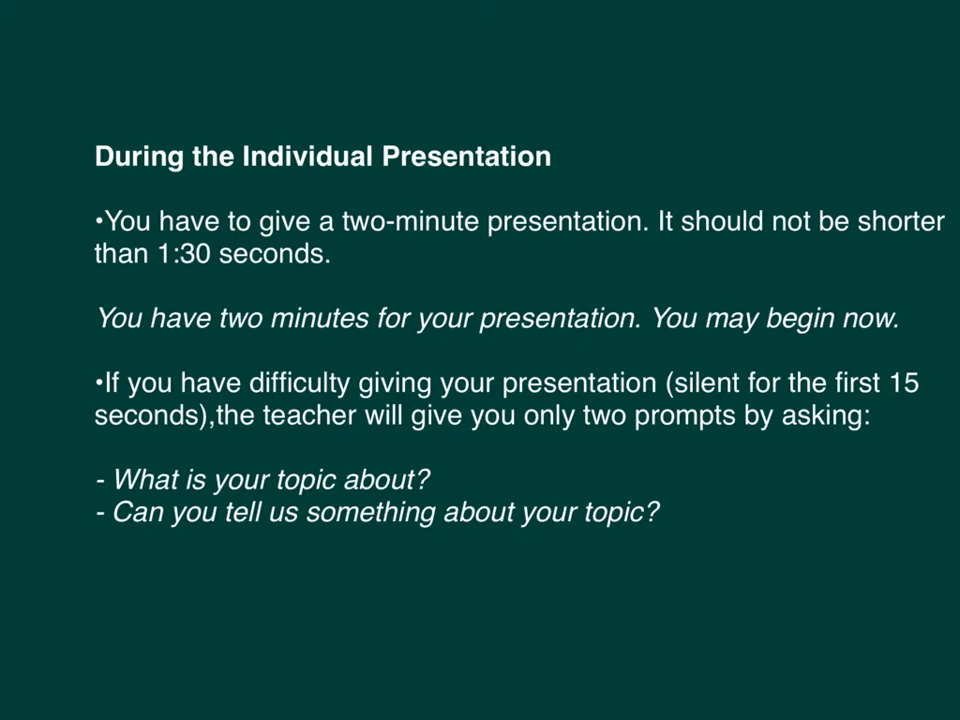 During the Individual Presentation
•You have to give a two-minute presentation. It should not be shorter
than 1:30 seconds.
You have two minutes for your presentation. You may begin now.
•If you have difficulty giving your presentation (silent for the first 15
seconds),the teacher will give you only two prompts by asking:
- What is your topic about?
- Can you tell us something about your topic?